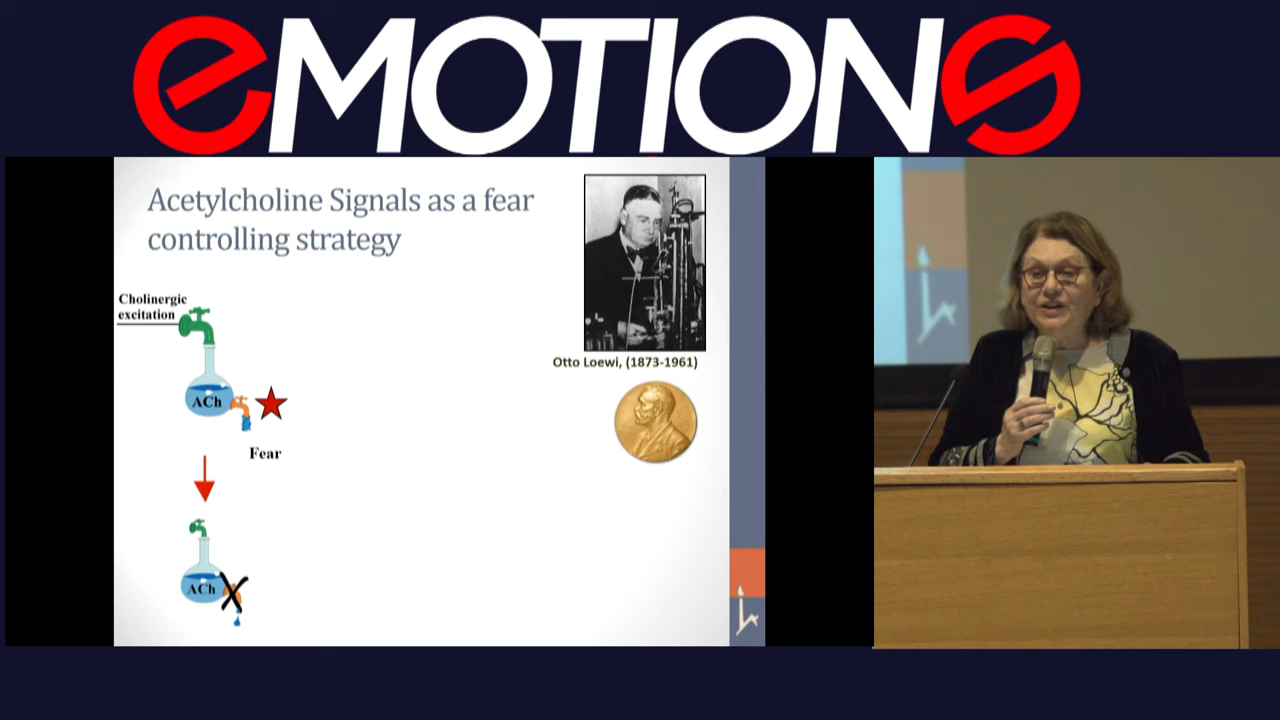 eMOTIONS
Acetylcholine Signals as a fear
controlling strategy
Cholinergic
excitation
ACh
Fear
ACh
Otto Loewi, (1873-1961)